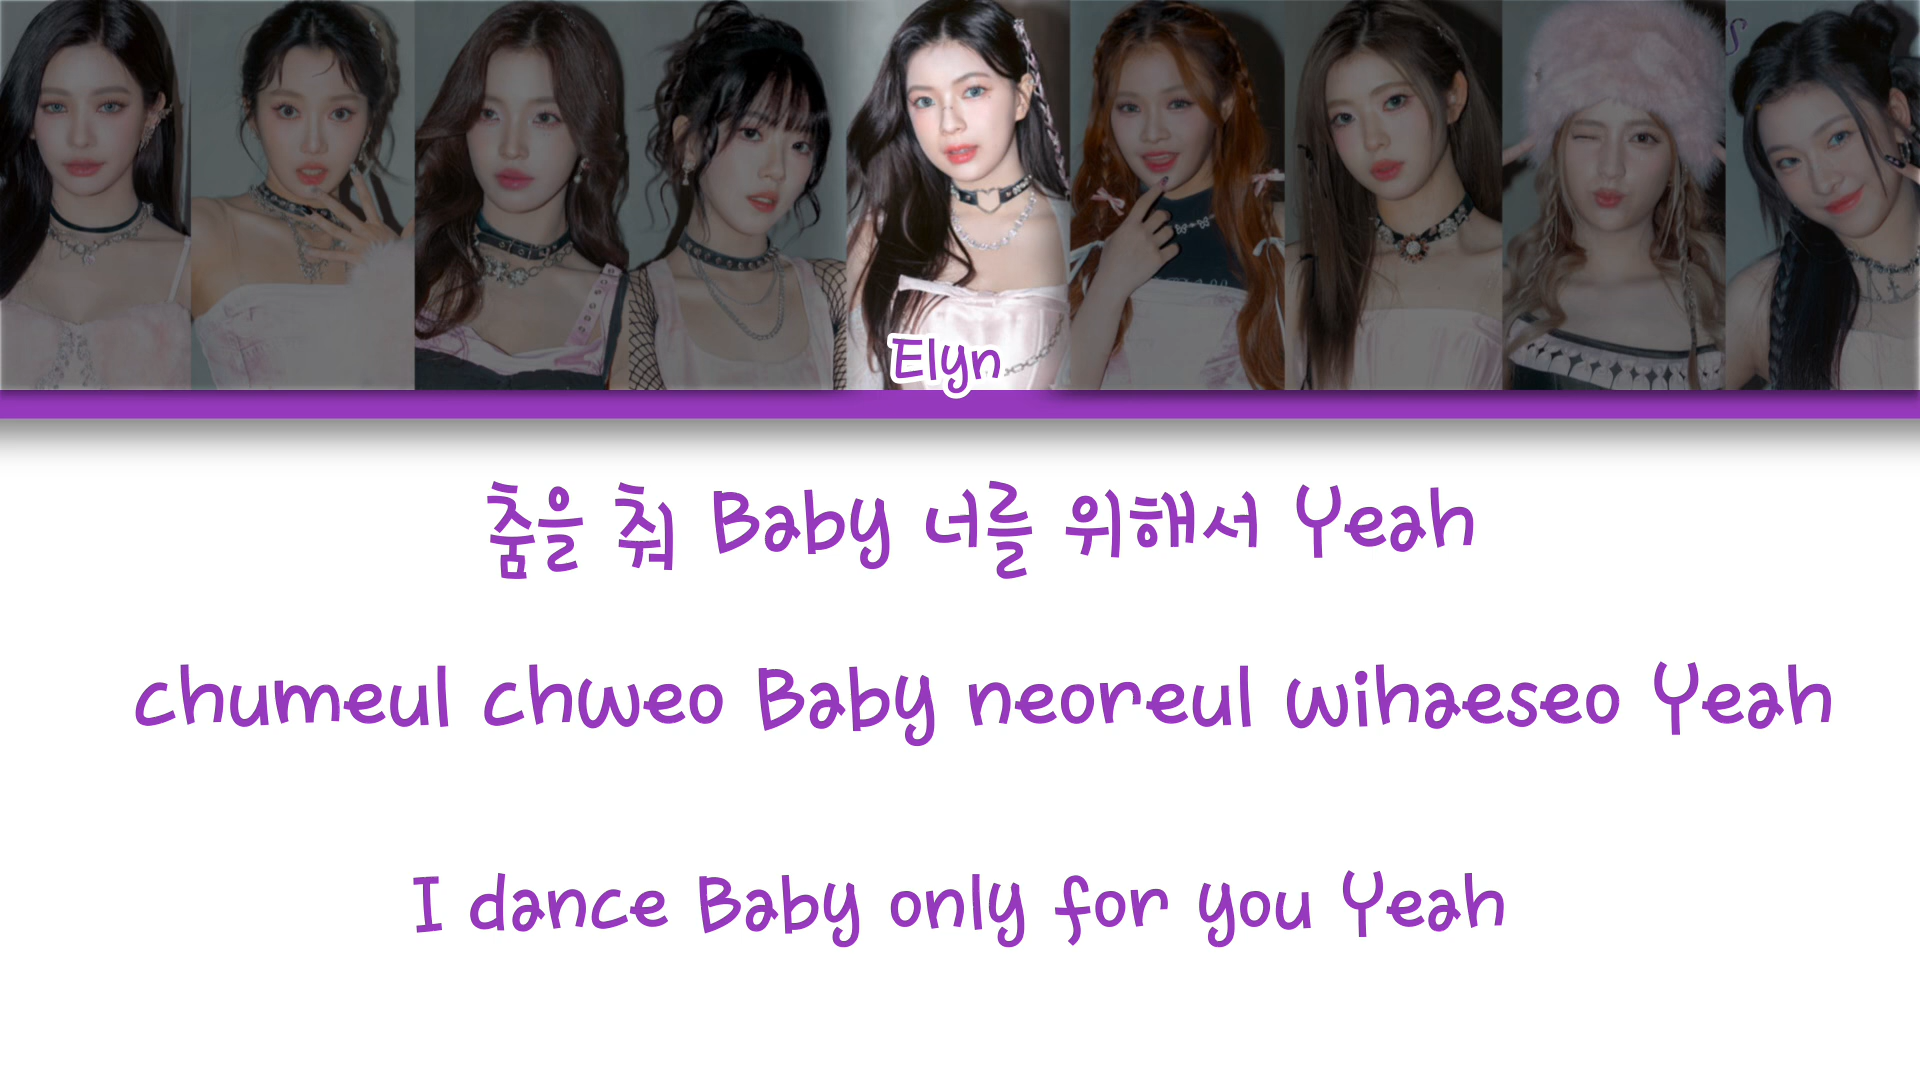 Elyn
춤을 춰 Baby 너를 위해서 Yeah
chumeul chweo Baby neoreul wihaeseo Yeah
I dance Baby only for you Yeah